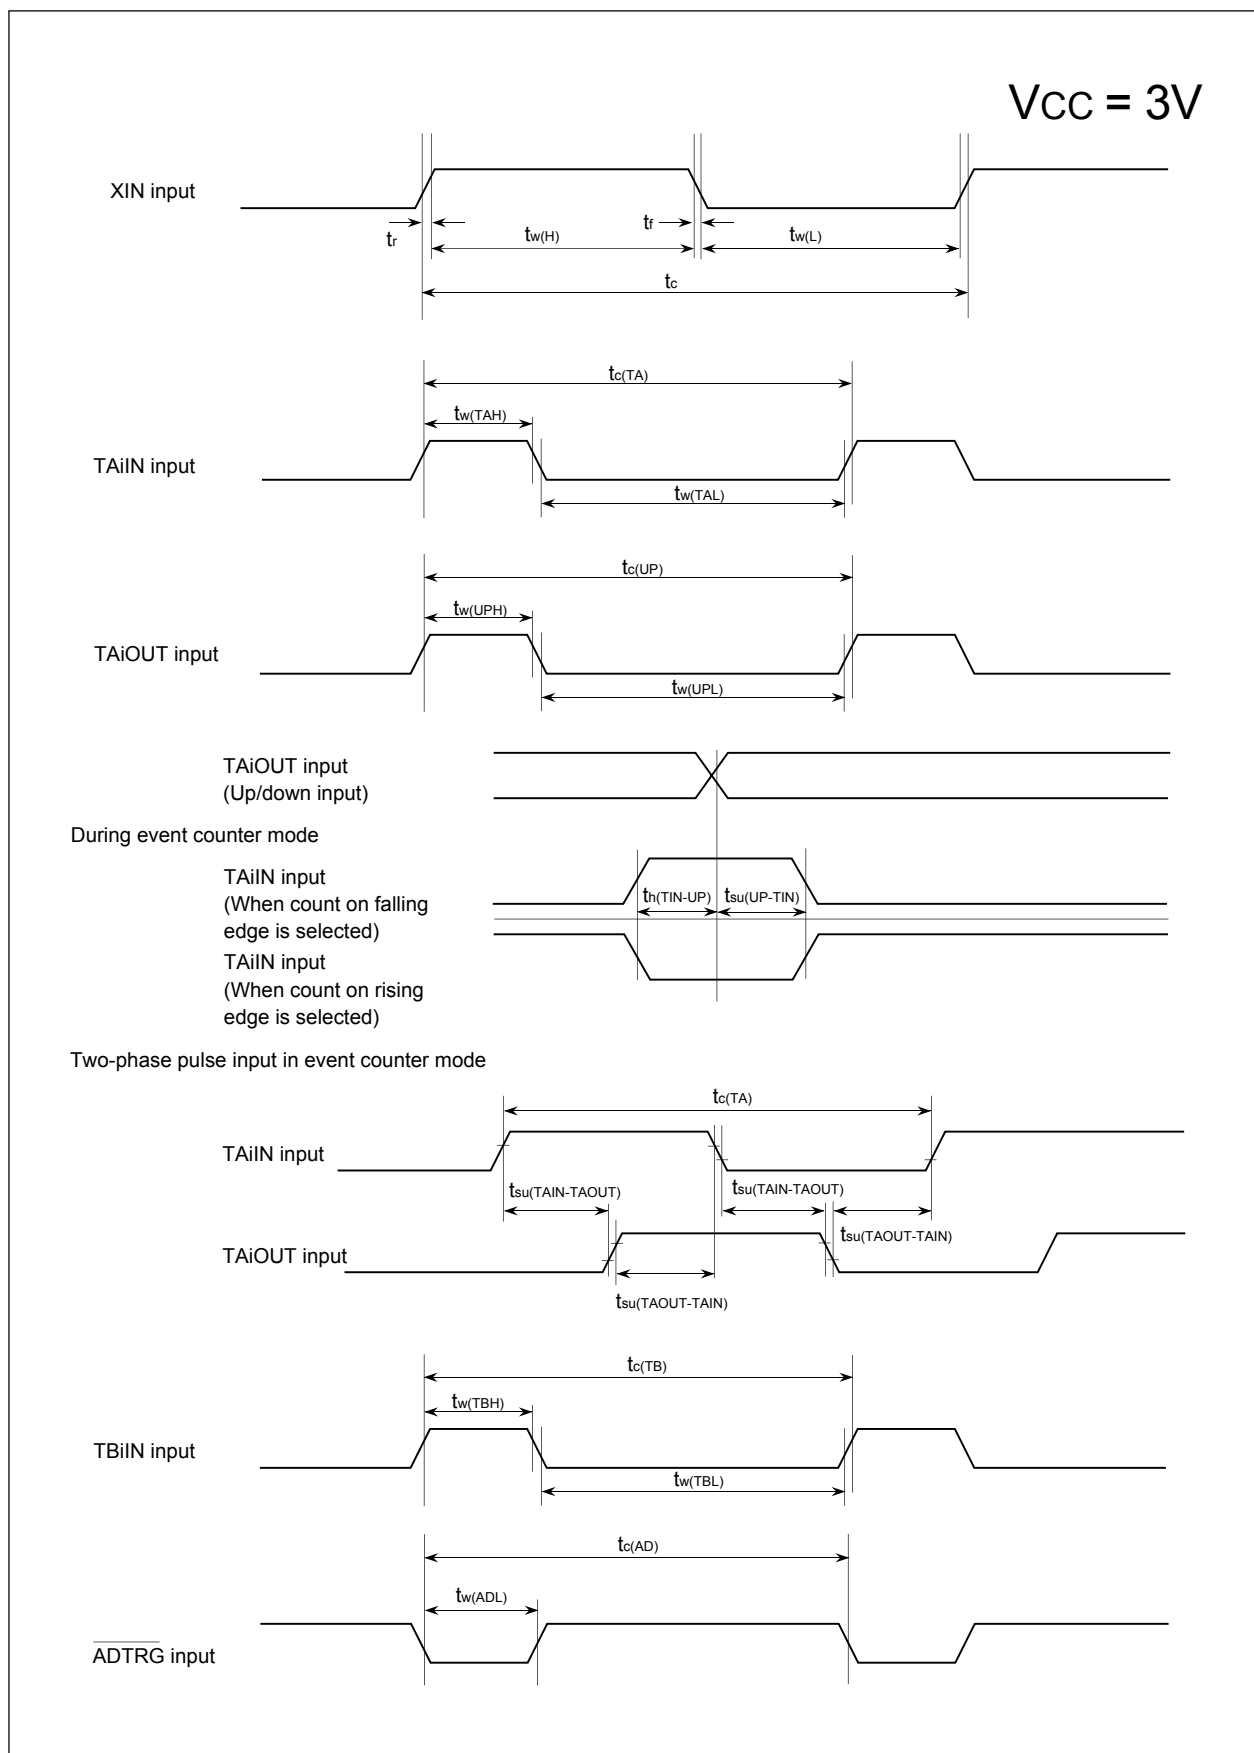 VCC = 3V
XIN input
tr
tw(H)
tf
tw(L)
tc
tc(TA)
tw(TAH)
TAiIN input
tw(TAL)
tc(UP)
tw(UPH)
TAiOUT input
tw(UPL)
TAiOUT input
(Up/down input)
During event counter mode
TAiIN input
(When count on falling
edge is selected)
th(TIN-UP)
tsu(UP-TIN)
TAiIN input
(When count on rising
edge is selected)
Two-phase pulse input in event counter mode
tc(TA)
TAiIN input
tsu(TAIN-TAOUT)
tsu(TAIN-TAOUT)
tsu(TAOUT-TAIN)
TAiOUT input
tsu(TAOUT-TAIN)
tc(TB)
tw(TBH)
TBiIN input
tw(TBL)
tc(AD)
tw(ADL)
ADTRG input